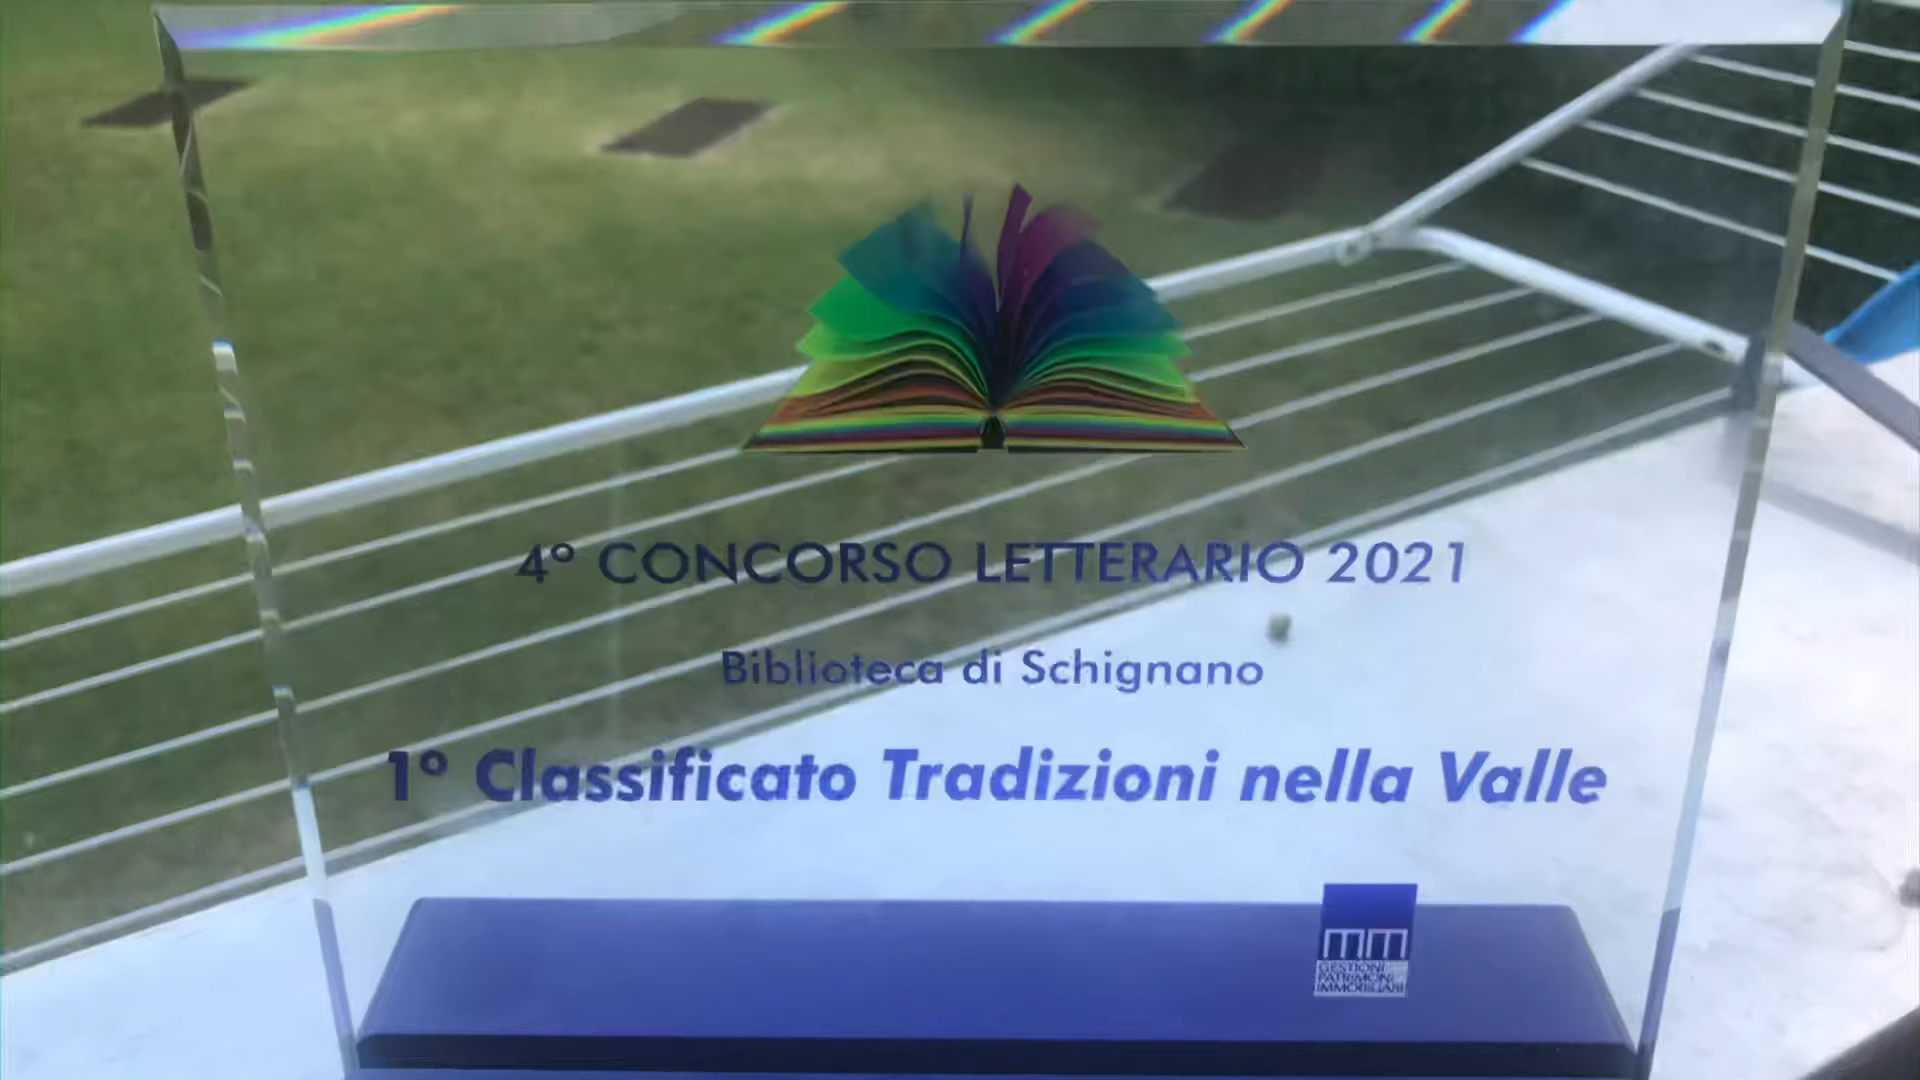 4° CONCORSO LETTERARIO 2021
Biblioteca di Schignano
1° Classificato Tradizioni nella Valle
mm
GESTIONI
PATRIMONI
IMMOBILIARI